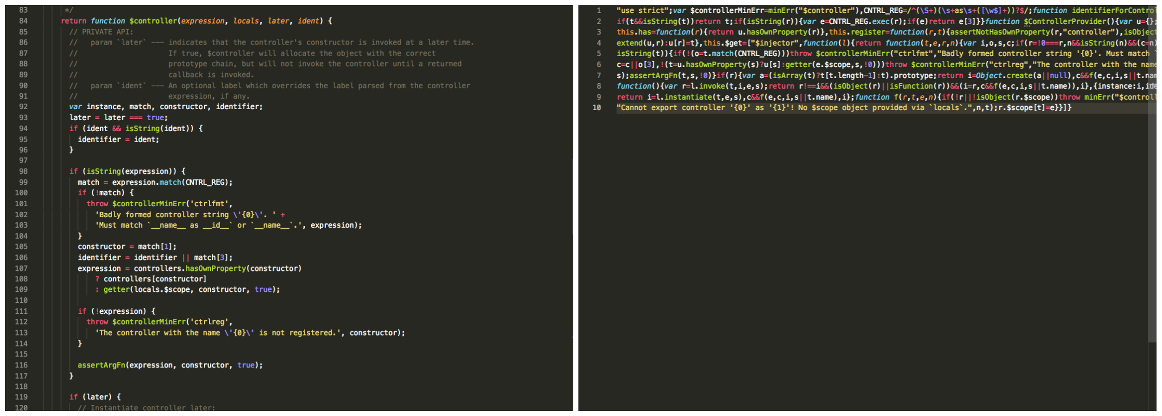 83 */
84 return function $controller(expression, locals, later, ident) {
85 // PRIVATE API:
86 // param `later` --- indicates that the controller's constructor is invoked at a later time.
87 // If true, $controller will allocate the object with the correct
88 // prototype chain, but will not invoke the controller until a returned
89 // callback is invoked.
90 // param `ident` --- An optional label which overrides the label parsed from the controller
91 // expression, if any.
92 var instance, match, constructor, identifier;
93 later = later === true;
94 if (ident && isString(ident)) {
95 identifier = ident;
96 }
97
98 if (isString(expression)) {
99 match = expression.match(CNTRL_REG);
100 if (!match) {
101 throw $controllerMinErr('ctrlfmt',
102 'Badly formed controller string \'{0}\'. ' +
103 'Must match `__name__ as __id__` or `__name__`.', expression);
104 }
105 constructor = match[1];
106 identifier = identifier || match[3];
107 expression = controllers.hasOwnProperty(constructor)
108 ? controllers[constructor]
109 : getter(locals.$scope, constructor, true);
110
111 if (!expression) {
112 throw $controllerMinErr('ctrlreg',
113 'The controller with the name \'{0}\' is not registered.', constructor);
114 }
115
116 assertArgFn(expression, constructor, true);
117 }
118
119 if (later) {
120 // Instantiate controller later:
1 "use strict";var $controllerMinErr=minErr("$controller"),CNTRL_REG=/^(\S+)(\s+as\s+([\w$]+))?$/;function identifierForContro
2 if(t&&isString(t))return t;if(isString(r)){var e=CNTRL_REG.exec(r);if(e)return e[3]}}function $ControllerProvider(){var u={};
3 this.has=function(r){return u.hasOwnProperty(r)},this.register=function(r,t){assertNotHasOwnProperty(r,"controller"),isObjec
4 extend(u,r):u[r]=t},this.$get=["$injector",function(l){return function(t,e,r,n){var i,o,s,c;if(r=!0===r,n&&isString(n)&&(c=n)
5 isString(t)){if(!(o=t.match(CNTRL_REG)))throw $controllerMinErr("ctrlfmt","Badly formed controller string '{0}'. Must match `
6 c=c||o[3],!(t=u.hasOwnProperty(s)?u[s]:getter(e.$scope,s,!0)))throw $controllerMinErr("ctrlreg","The controller with the name
7 s);assertArgFn(t,s,!0)}if(r){var a=(isArray(t)?t[t.length-1]:t).prototype;return i=Object.create(a||null),c&&f(e,c,i,s||t.nam
8 function(){var r=l.invoke(t,i,e,s);return r!==i&&(isObject(r)||isFunction(r))&&(i=r,c&&f(e,c,i,s||t.name)),i},{instance:i,ide
9 return i=l.instantiate(t,e,s),c&&f(e,c,i,s||t.name),i};function f(r,t,e,n){if(!r||!isObject(r.$scope))throw minErr("$control
10 "Cannot export controller '{0}' as '{1}'! No $scope object provided via `locals`.",n,t);r.$scope[t]=e}}]}